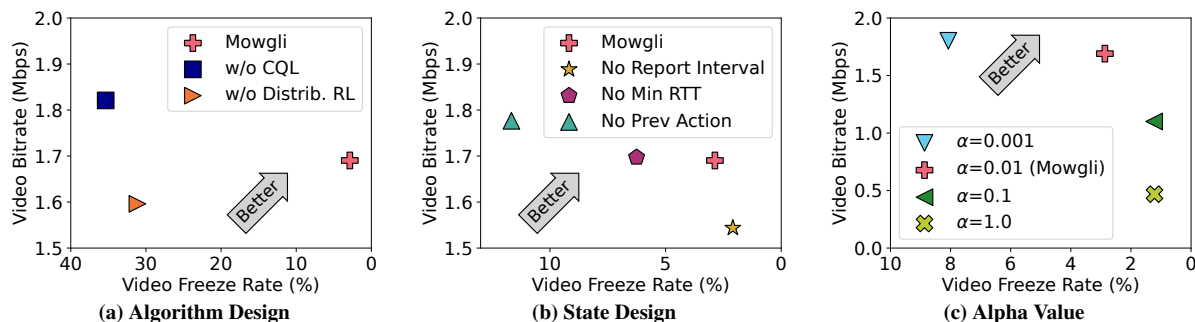 2.0
1.9
1.8
1.7
1.6
1.5
Video Bitrate (Mbps)
Mowgli
w/o CQL
w/o Distrib. RL
Better
40 30 20 10 0
Video Freeze Rate (%)
(a) Algorithm Design
2.0
1.9
1.8
1.7
1.6
1.5
Video Bitrate (Mbps)
Mowgli
No Report Interval
No Min RTT
No Prev Action
Better
10 5 0
Video Freeze Rate (%)
(b) State Design
2.0
1.5
1.0
0.5
0.0
Video Bitrate (Mbps)
Better
α=0.001
α=0.01 (Mowgli)
α=0.1
α=1.0
10 8 6 4 2 0
Video Freeze Rate (%)
(c) Alpha Value